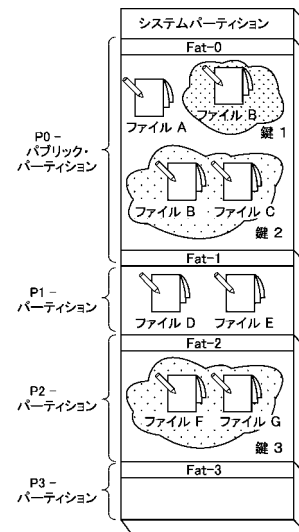 システムパーティション
Fat-0
ファイル A
ファイル B
鍵 1
P0 -
パブリック・
パーティション
ファイル B
ファイル C
鍵 2
Fat-1
P1 -
パーティション
ファイル D
ファイル E
Fat-2
P2 -
パーティション
ファイル F
ファイル G
鍵 3
Fat-3
P3 -
パーティション